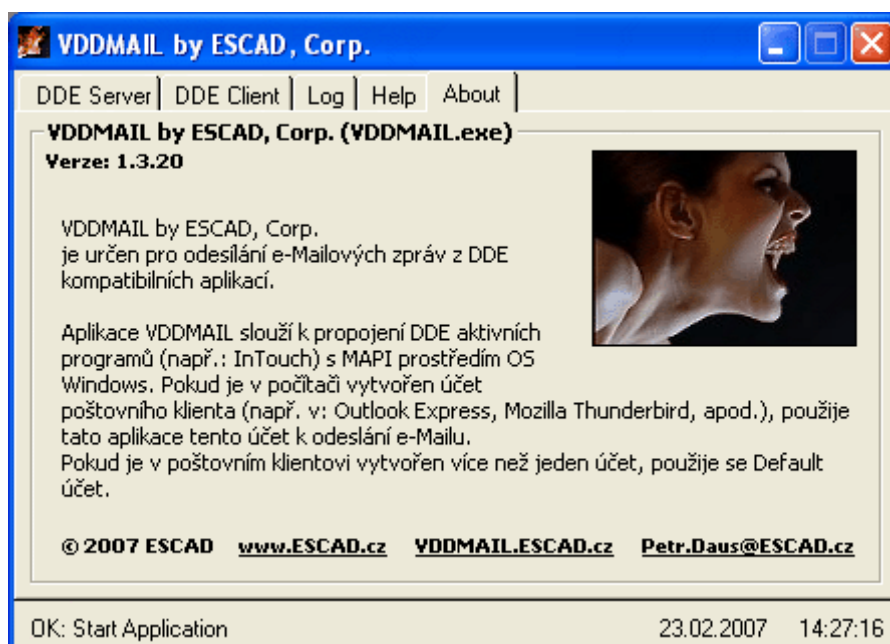 VDDMAIL by ESCAD, Corp.
DDE Server DDE Client Log Help About
VDDMAIL by ESCAD, Corp. (VDDMAIL.exe)
Verze: 1.3.20
VDDMAIL by ESCAD, Corp.
je určen pro odesílání e-Mailových zpráv z DDE
kompatibilních aplikací.
Aplikace VDDMAIL slouží k propojení DDE aktivních
programů (např.: InTouch) s MAPI prostředím OS
Windows. Pokud je v počítači vytvořen účet
poštovního klienta (např. v: Outlook Express, Mozilla Thunderbird, apod.), použije
tato aplikace tento účet k odeslání e-Mailu.
Pokud je v poštovním klientovi vytvořen více než jeden účet, použije se Default
účet.
© 2007 ESCAD www.ESCAD.cz VDDMAIL.ESCAD.cz Petr.Daus@ESCAD.cz
OK: Start Application 23.02.2007 14:27:16